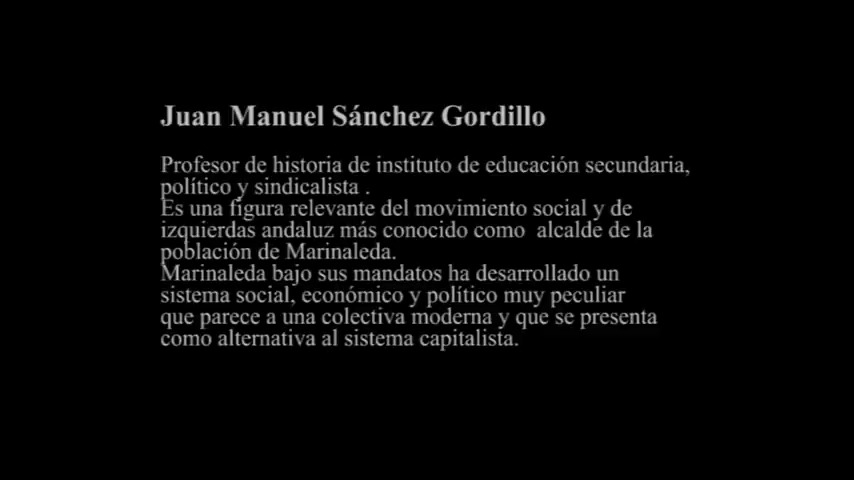 Juan Manuel Sánchez Gordillo
Profesor de historia de instituto de educación secundaria,
político y sindicalista .
Es una figura relevante del movimiento social y de
izquierdas andaluz más conocido como  alcalde de la
población de Marinaleda.
Marinaleda bajo sus mandatos ha desarrollado un
sistema social, económico y político muy peculiar
que parece a una colectiva moderna y que se presenta
como alternativa al sistema capitalista.